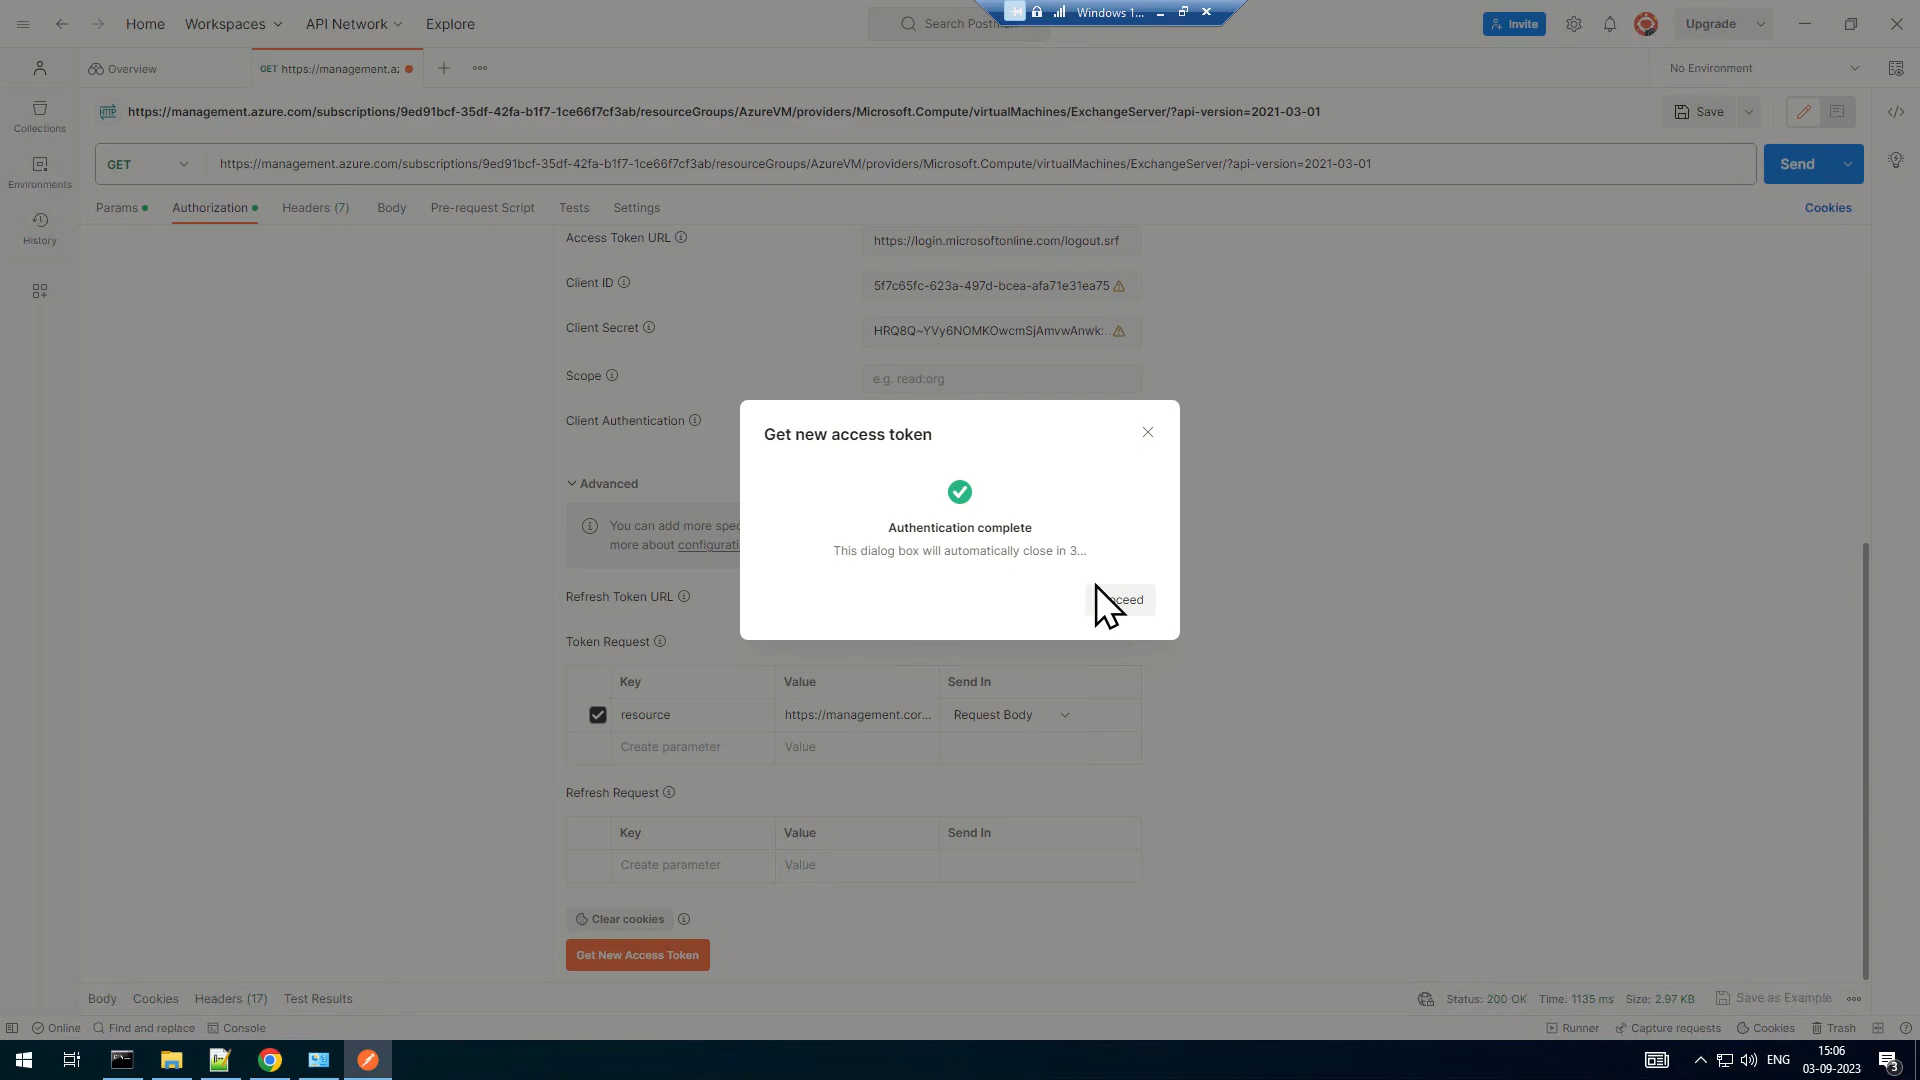 Home
Workspaces
API Network
Explore
Windows 1...
Invite
Upgrade
Overview
GET https://management.az
No Environment
https://management.azure.com/subscriptions/9ed91bcf-35df-42fa-b1f7-1ce66f7cf3ab/resourceGroups/AzureVM/providers/Microsoft.Compute/virtualMachines/ExchangeServer/?api-version=2021-03-01
Save
Collections
GET
https://management.azure.com/subscriptions/9ed91bcf-35df-42fa-b1f7-1ce66f7cf3ab/resourceGroups/AzureVM/providers/Microsoft.Compute/virtualMachines/ExchangeServer/?api-version=2021-03-01
Send
Environments
Params
Authorization
Headers (7)
Body
Pre-request Script
Tests
Settings
Cookies
History
Access Token URL
https://login.microsoftonline.com/logout.srf
Client ID
5f7c65fc-623a-497d-bcea-afa71e31ea75
Client Secret
HRQ8Q~YVy6NOMKOwcmSjAmvwAnwk:
Scope
e.g. read:org
Client Authentication
Get new access token
Authentication complete
This dialog box will automatically close in 3...
Advanced
You can add more spec
more about configurati
Refresh Token URL
Token Request
Key Value Send In
resource https://management.cor... Request Body
Create parameter Value
Refresh Request
Key Value Send In
Create parameter Value
Clear cookies
Get New Access Token
Body
Cookies
Headers (17)
Test Results
Status: 200 OK
Time: 1135 ms
Size: 2.97 KB
Save as Example
Online
Find and replace
Console
Runner
Capture requests
Cookies
Trash
ENG
15:06
03-09-2023
3